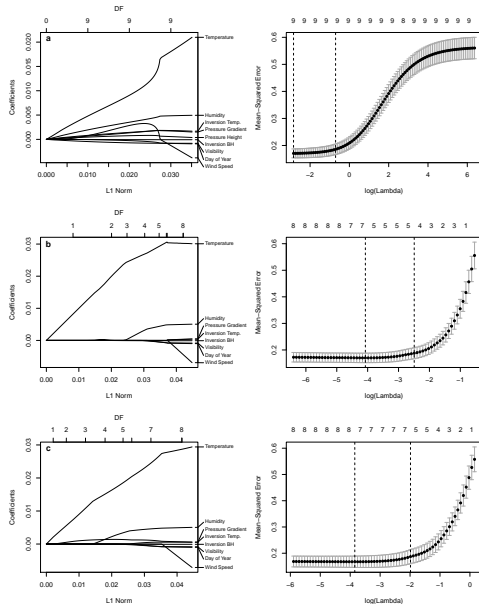 DF
0 9 9 9
a
Coefficients
0.000 0.005 0.010 0.015 0.020
Temperature
Humidity
Inversion Temp.
Pressure Gradient
Pressure Height
Inversion BH
Visibility
Day of Year
Wind Speed
0.000 0.010 0.020 0.030
L1 Norm
9 9 9 9 9 9 9 9 9 9 9 9 9 9 9 9
Mean−Squared Error
0.2 0.3 0.4 0.5 0.6
−2 0 2 4 6
log(Lambda)
DF
1 2 3 4 5 8
b
Coefficients
0.00 0.01 0.02 0.03
Temperature
Humidity
Pressure Gradient
Inversion Temp.
Inversion BH
Visibility
Day of Year
Wind Speed
0.00 0.01 0.02 0.03 0.04
L1 Norm
8 8 8 8 8 7 7 5 5 5 4 3 3 1
Mean−Squared Error
0.2 0.3 0.4 0.5 0.6
−6 −5 −4 −3 −2 −1
log(Lambda)
DF
1 1 2 4 5 7 8
c
Coefficients
0.00 0.01 0.02 0.03
Temperature
Humidity
Pressure Gradient
Inversion Temp.
Inversion BH
Visibility
Day of Year
Wind Speed
0.00 0.01 0.02 0.03 0.04
L1 Norm
8 8 8 8 8 7 7 7 7 5 4 3 2 1
Mean−Squared Error
0.2 0.3 0.4 0.5 0.6
−6 −5 −4 −3 −2 −1 0
log(Lambda)